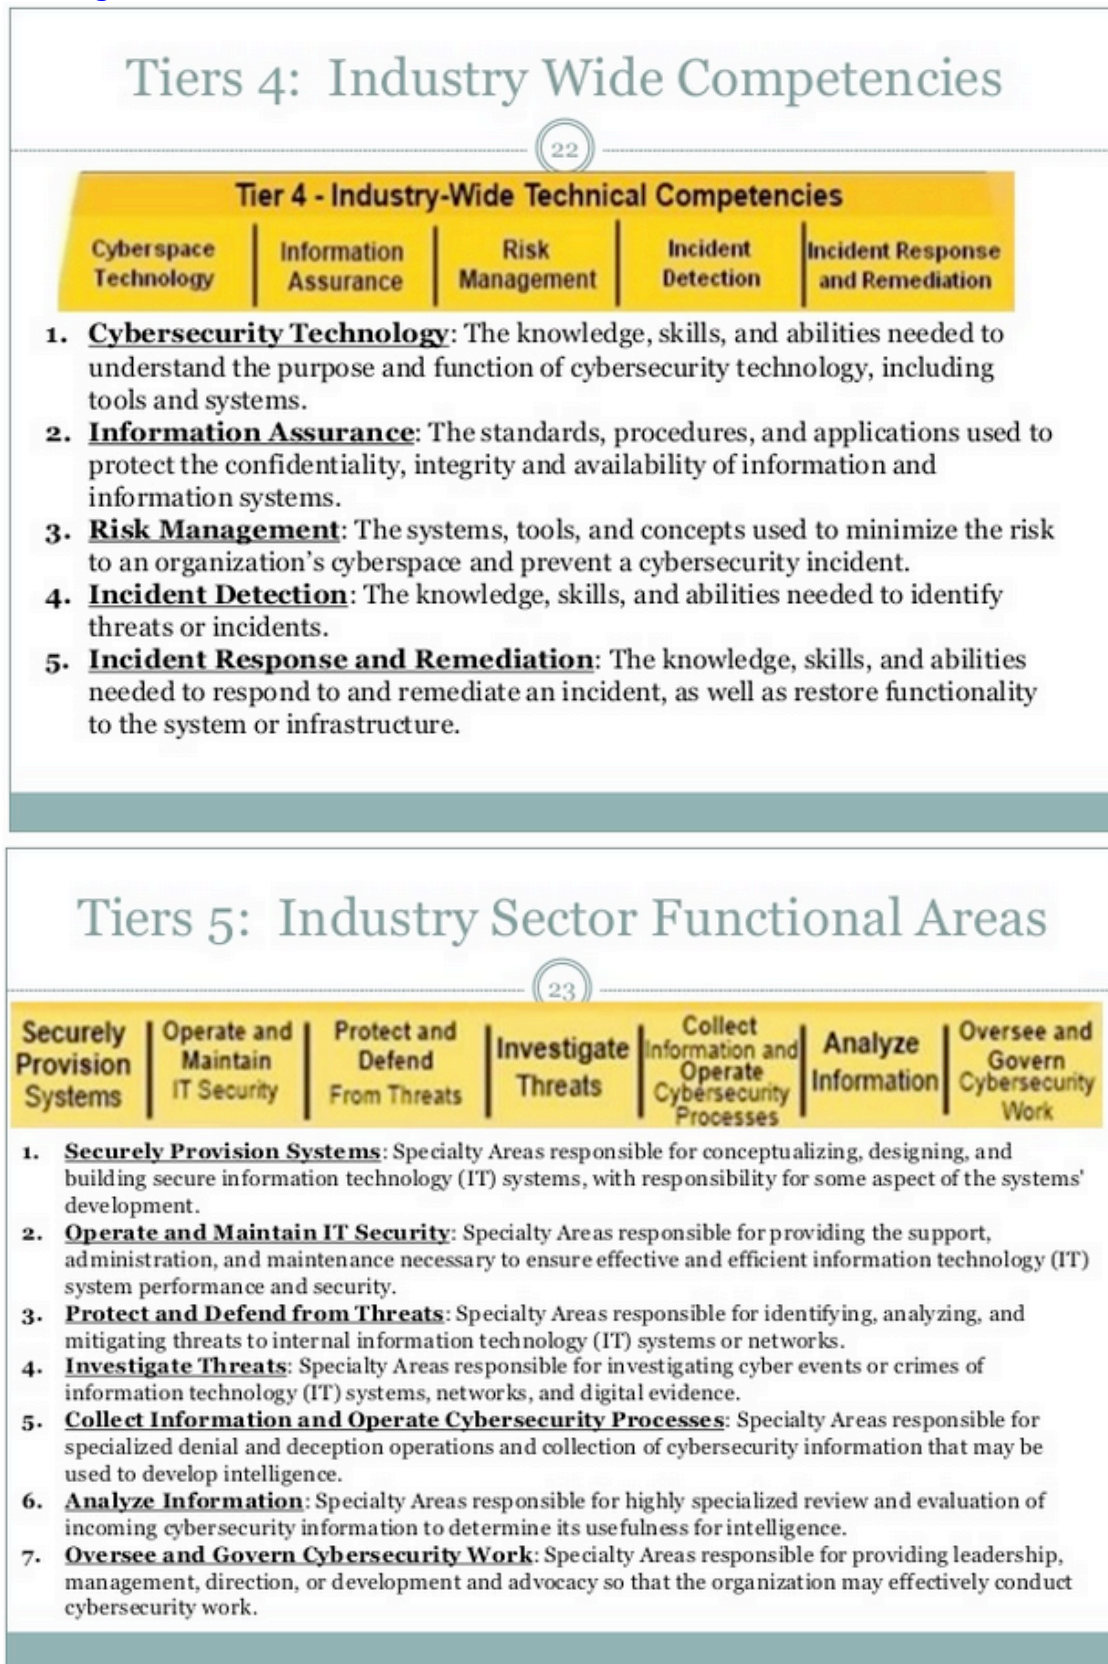 Tiers 4: Industry Wide Competencies
22
Tier 4 - Industry-Wide Technical Competencies
Cyberspace Technology
Information Assurance
Risk Management
Incident Detection
Incident Response and Remediation
1. Cybersecurity Technology: The knowledge, skills, and abilities needed to
understand the purpose and function of cybersecurity technology, including
tools and systems.
2. Information Assurance: The standards, procedures, and applications used to
protect the confidentiality, integrity and availability of information and
information systems.
3. Risk Management: The systems, tools, and concepts used to minimize the risk
to an organization's cyberspace and prevent a cybersecurity incident.
4. Incident Detection: The knowledge, skills, and abilities needed to identify
threats or incidents.
5. Incident Response and Remediation: The knowledge, skills, and abilities
needed to respond to and remediate an incident, as well as restore functionality
to the system or infrastructure.
Tiers 5: Industry Sector Functional Areas
23
Securely Provision Systems
Operate and Maintain IT Security
Protect and Defend From Threats
Investigate Threats
Collect Information and Operate Cybersecurity Processes
Analyze Information
Oversee and Govern Cybersecurity Work
1. Securely Provision Systems: Specialty Areas responsible for conceptualizing, designing, and
building secure information technology (IT) systems, with responsibility for some aspect of the systems'
development.
2. Operate and Maintain IT Security: Specialty Areas responsible for providing the support,
administration, and maintenance necessary to ensure effective and efficient information technology (IT)
system performance and security.
3. Protect and Defend from Threats: Specialty Areas responsible for identifying, analyzing, and
mitigating threats to internal information technology (IT) systems or networks.
4. Investigate Threats: Specialty Areas responsible for investigating cyber events or crimes of
information technology (IT) systems, networks, and digital evidence.
5. Collect Information and Operate Cybersecurity Processes: Specialty Areas responsible for
specialized denial and deception operations and collection of cybersecurity information that may be
used to develop intelligence.
6. Analyze Information: Specialty Areas responsible for highly specialized review and evaluation of
incoming cybersecurity information to determine its usefulness for intelligence.
7. Oversee and Govern Cybersecurity Work: Specialty Areas responsible for providing leadership,
management, direction, or development and advocacy so that the organization may effectively conduct
cybersecurity work.